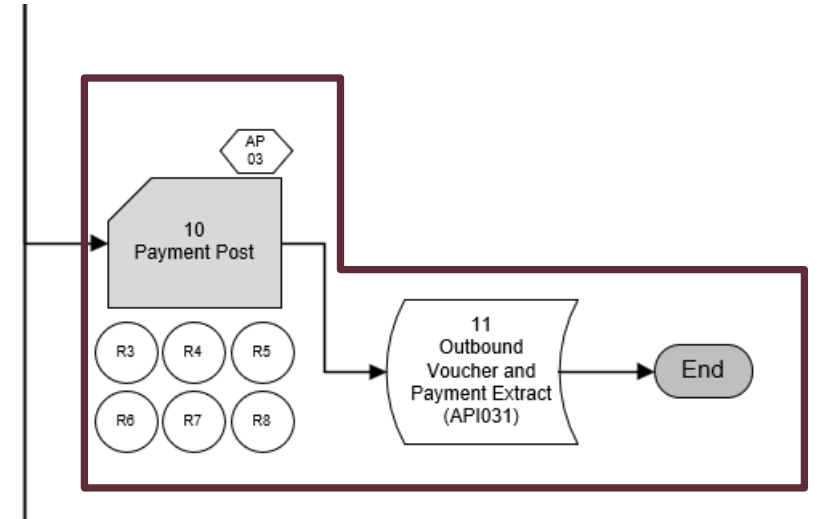 AP
03
10
Payment Post
R3
R4
R5
R6
R7
R8
11
Outbound
Voucher and
Payment Extract
(API031)
End